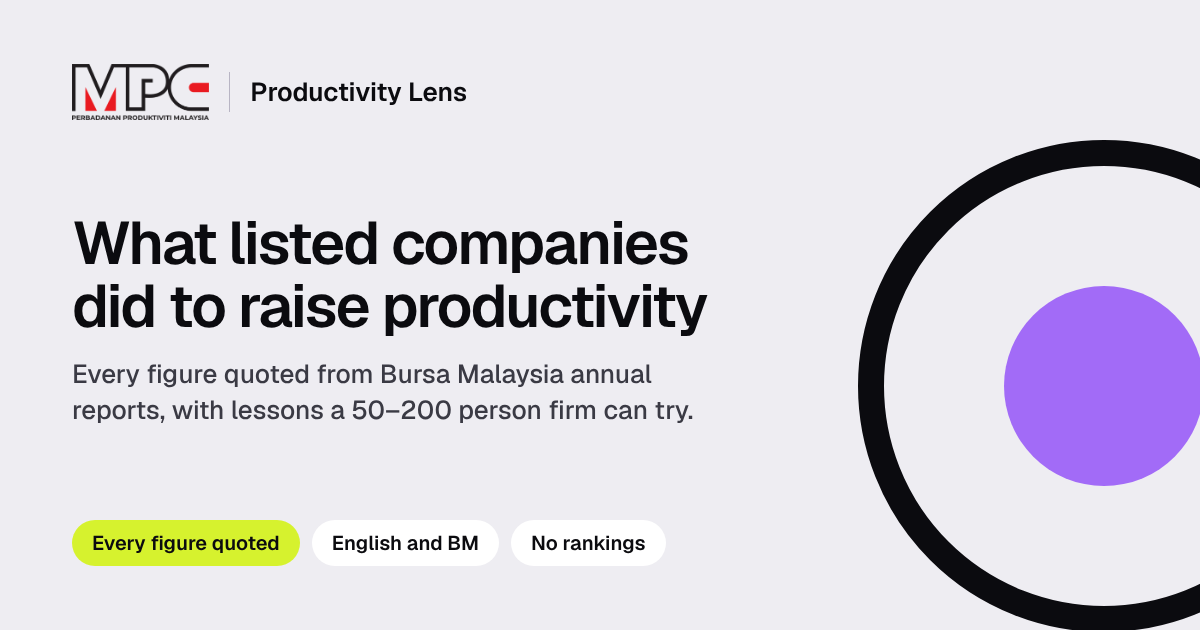 MPC
PERBADANAN PRODUKTIVITI MALAYSIA
Productivity Lens
What listed companies
did to raise productivity
Every figure quoted from Bursa Malaysia annual
reports, with lessons a 50–200 person firm can try.
Every figure quoted
English and BM
No rankings